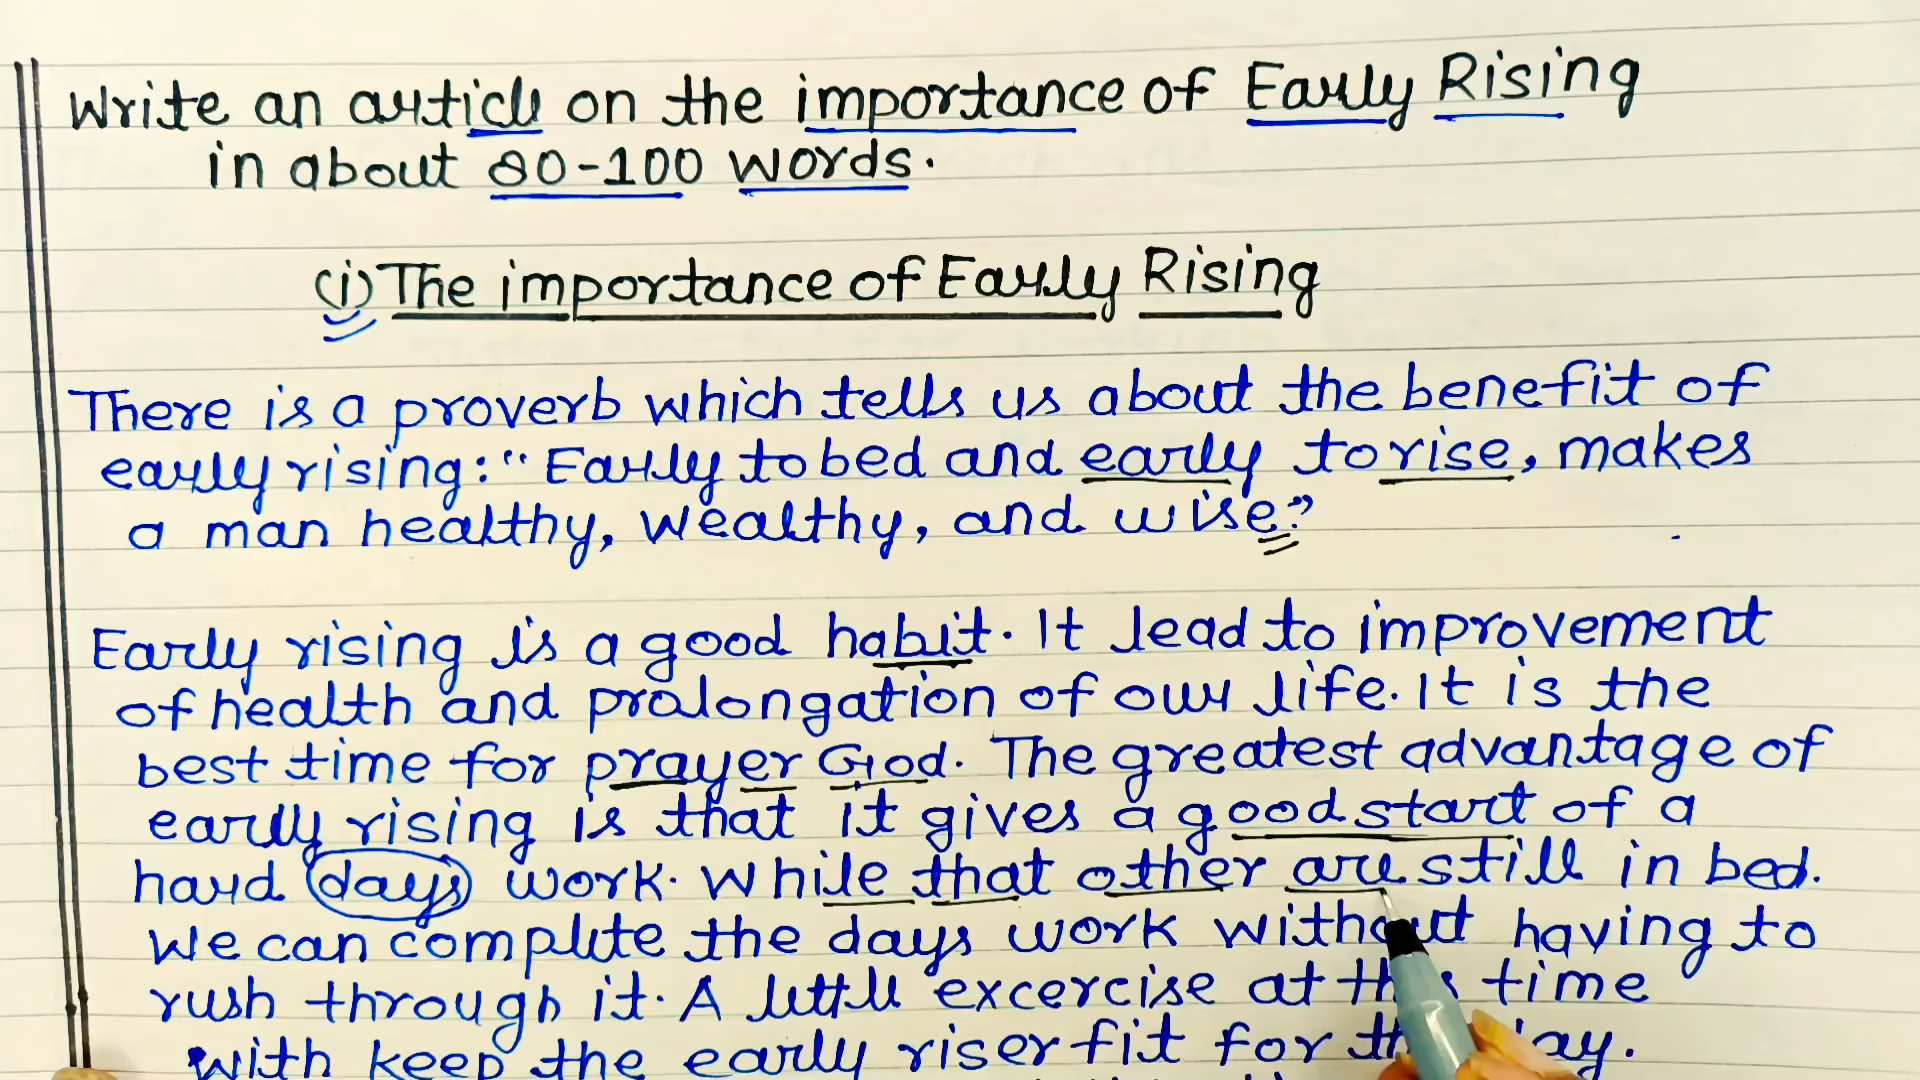 Write an article on the importance of Early Rising
in about 80-100 words.
(i) The importance of Early Rising
There is a proverb which tells us about the benefit of
early rising: "Early to bed and early to rise, makes
a man healthy, wealthy, and wise."
Early rising is a good habit. It lead to improvement
of health and prolongation of our life. It is the
best time for prayer God. The greatest advantage of
early rising is that it gives a good start of a
hard days work. While that other are still in bed.
We can complete the days work without having to
rush through it. A little excercise at time
with keep the early riser fit for